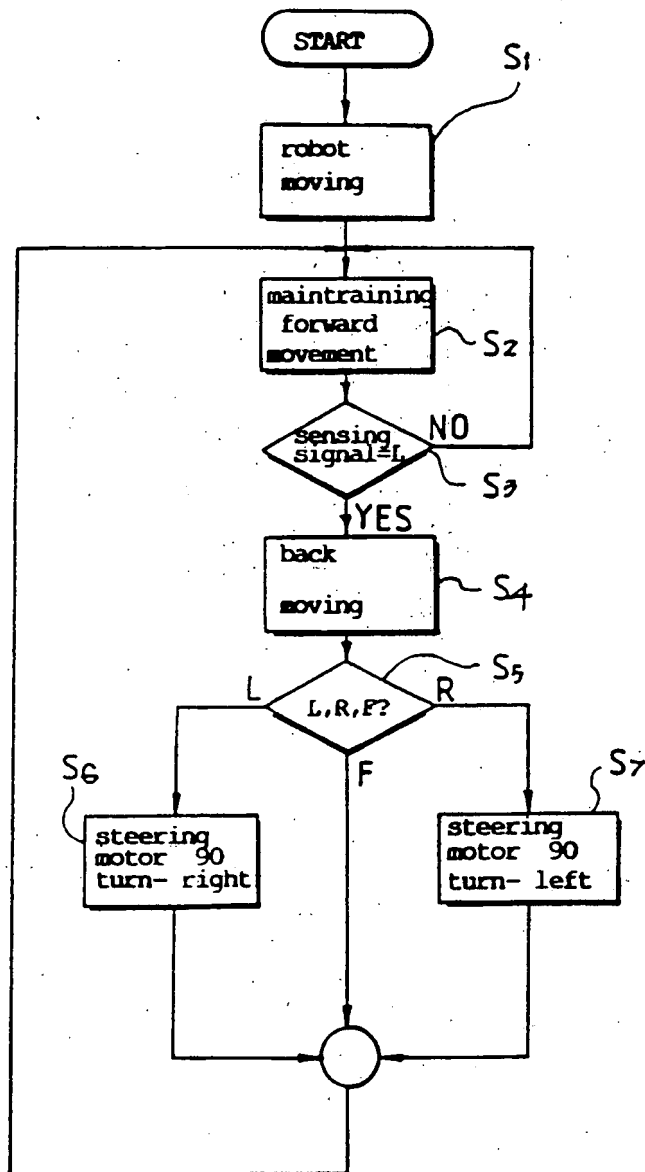 START
S1
robot
moving
maintraining
forward
movement
S2
sensing
signal=L
NO
S3
YES
back
moving
S4
S5
L
L,R,F?
R
F
S6
steering
motor 90
turn- right
S7
steering
motor 90
turn- left